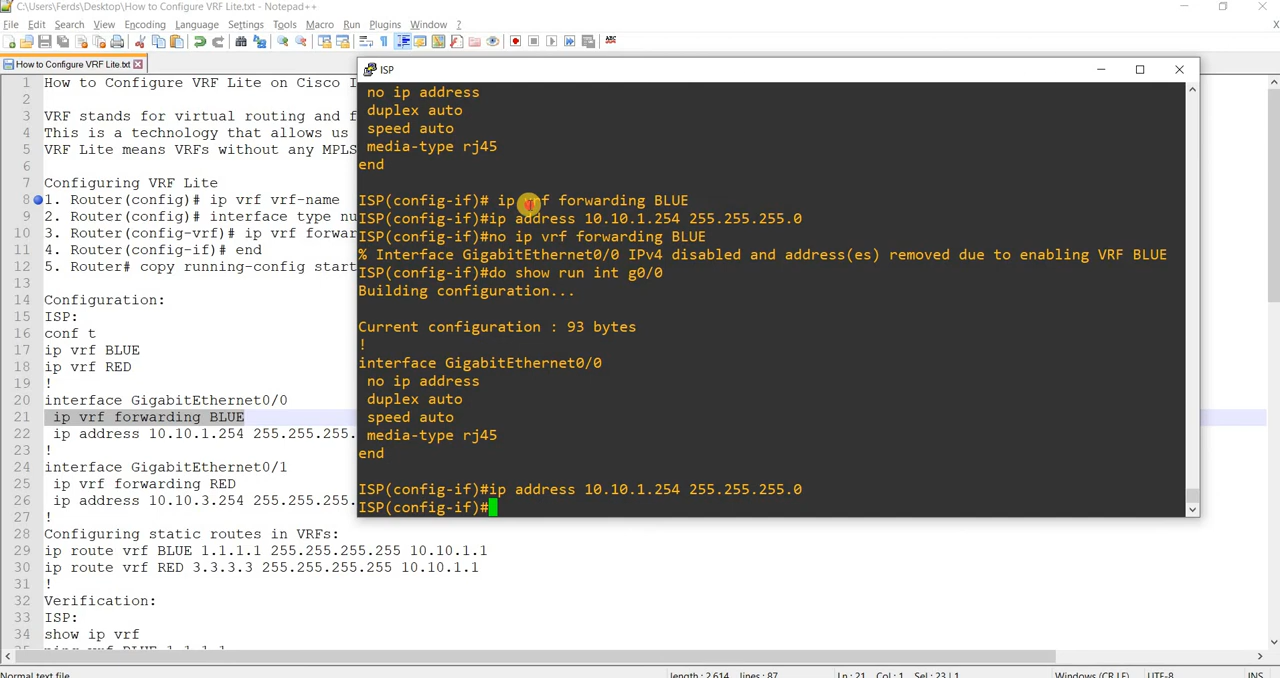 C:\Users\Ferds\Desktop\How to Configure VRF Lite.txt - Notepad++
File Edit Search View Encoding Language Settings Tools Macro Run Plugins Window ?
How to Configure VRF Lite.txt
1 How to Configure VRF Lite on Cisco I
2
3 VRF stands for virtual routing and f
4 This is a technology that allows us
5 VRF Lite means VRFs without any MPLS
6
7 Configuring VRF Lite
8 1. Router(config)# ip vrf vrf-name
9 2. Router(config)# interface type nu
10 3. Router(config-vrf)# ip vrf forwar
11 4. Router(config-if)# end
12 5. Router# copy running-config start
13
14 Configuration:
15 ISP:
16 conf t
17 ip vrf BLUE
18 ip vrf RED
19 !
20 interface GigabitEthernet0/0
21 ip vrf forwarding BLUE
22 ip address 10.10.1.254 255.255.255.
23 !
24 interface GigabitEthernet0/1
25 ip vrf forwarding RED
26 ip address 10.10.3.254 255.255.255.
27 !
28 Configuring static routes in VRFs:
29 ip route vrf BLUE 1.1.1.1 255.255.255.255 10.10.1.1
30 ip route vrf RED 3.3.3.3 255.255.255.255 10.10.1.1
31 !
32 Verification:
33 ISP:
34 show ip vrf
ISP
no ip address
duplex auto
speed auto
media-type rj45
end
ISP(config-if)# ip vrf forwarding BLUE
ISP(config-if)#ip address 10.10.1.254 255.255.255.0
ISP(config-if)#no ip vrf forwarding BLUE
% Interface GigabitEthernet0/0 IPv4 disabled and address(es) removed due to enabling VRF BLUE
ISP(config-if)#do show run int g0/0
Building configuration...
Current configuration : 93 bytes
!
interface GigabitEthernet0/0
no ip address
duplex auto
speed auto
media-type rj45
end
ISP(config-if)#ip address 10.10.1.254 255.255.255.0
ISP(config-if)#
Normal text file
length : 2,614 lines : 87
Ln : 21 Col : 1 Sel : 23 | 1
Windows (CR LF)
UTF-8
INS